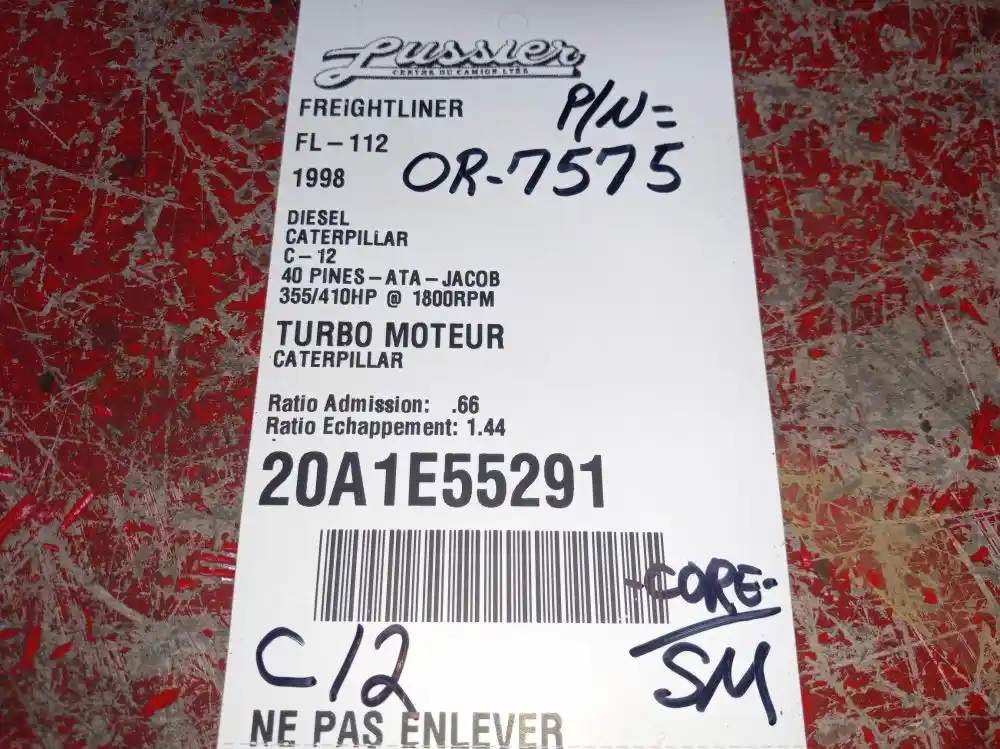 Lussier
CENTRE DU CAMION LTÉE
FREiGHTLINER
P/N=
FL-112
OR-7575
1998
DIESEL
CATERPILLAR
C-12
40 PINES-ATA-JACOB
355/410HP @ 1800RPM
TURBO MOTEUR
CATERPILLAR
Ratio Admission: .66
Ratio Echappement: 1.44
20A1E55291
-CORE-
SM
C12
NE PAS ENLEVER